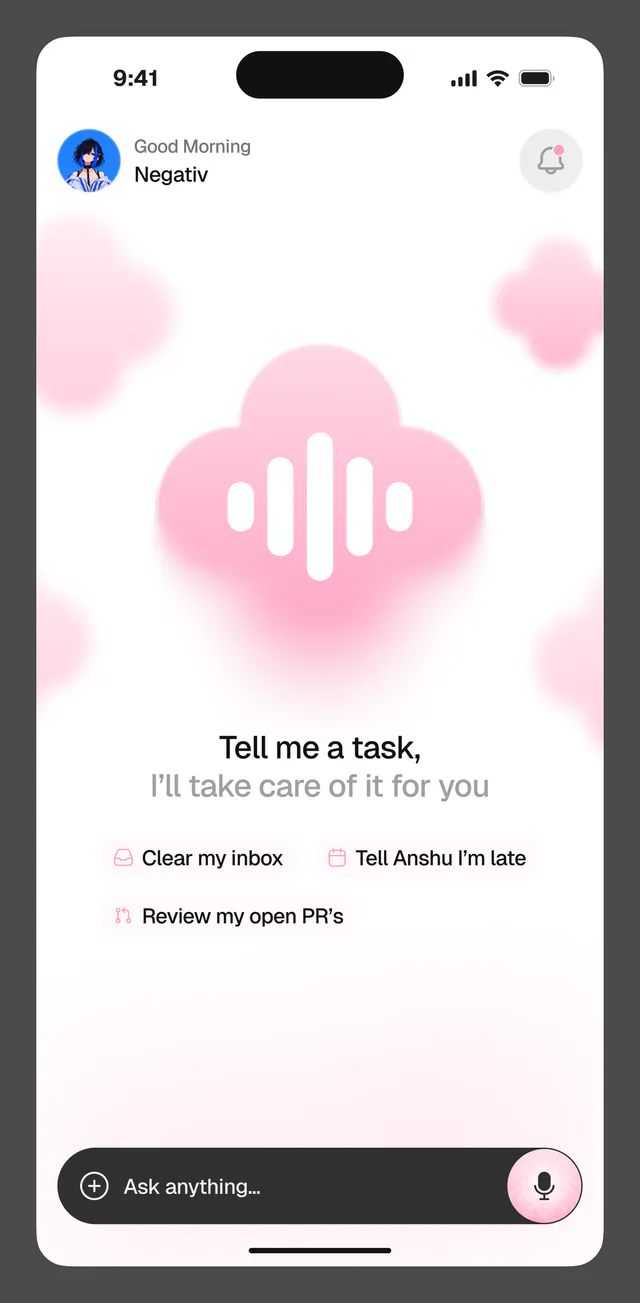 9:41
Good Morning
Negativ
Tell me a task,
I’ll take care of it for you
Clear my inbox
Tell Anshu I’m late
Review my open PR’s
Ask anything...